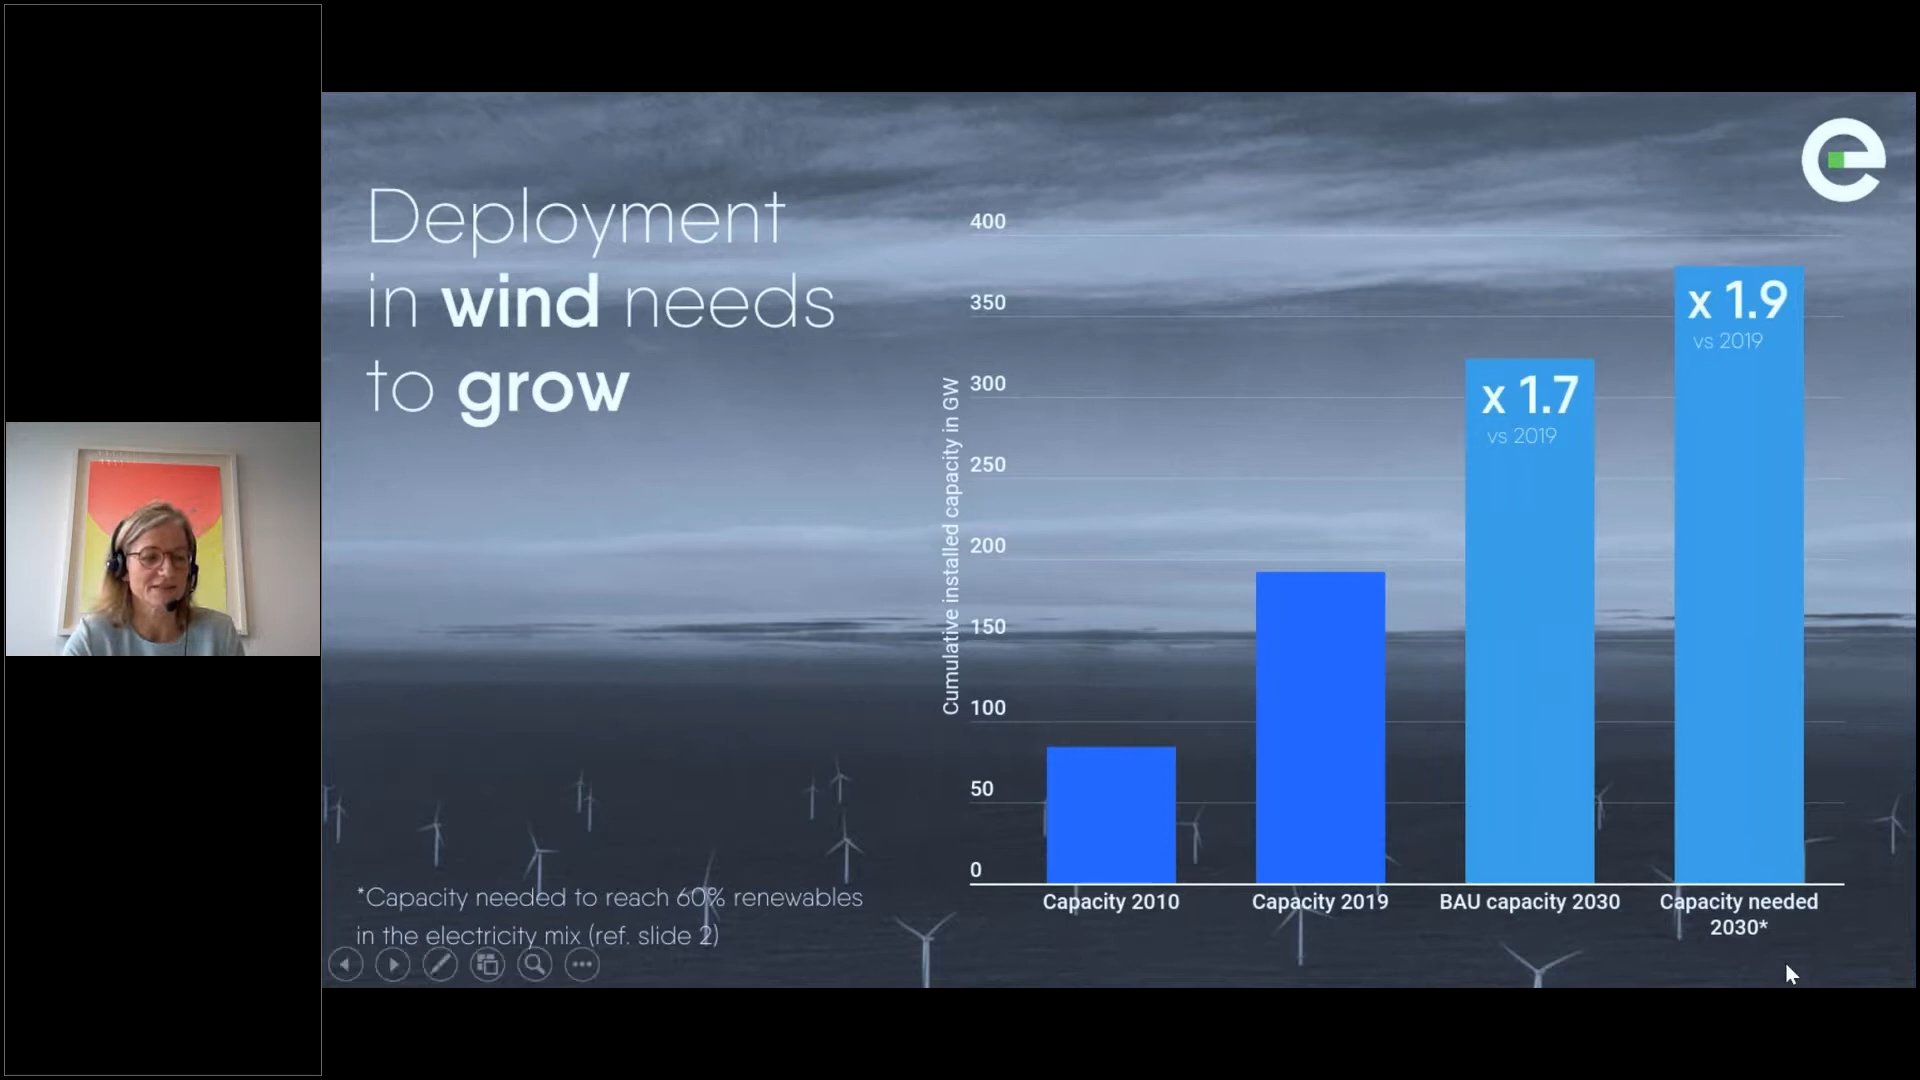 Deployment
in wind needs
to grow
*Capacity needed to reach 60% renewables
in the electricity mix (ref. slide 2)
Cumulative installed capacity in GW
400
350
300
250
200
150
100
50
0
x 1.7
vs 2019
x 1.9
vs 2019
Capacity 2010
Capacity 2019
BAU capacity 2030
Capacity needed
2030*